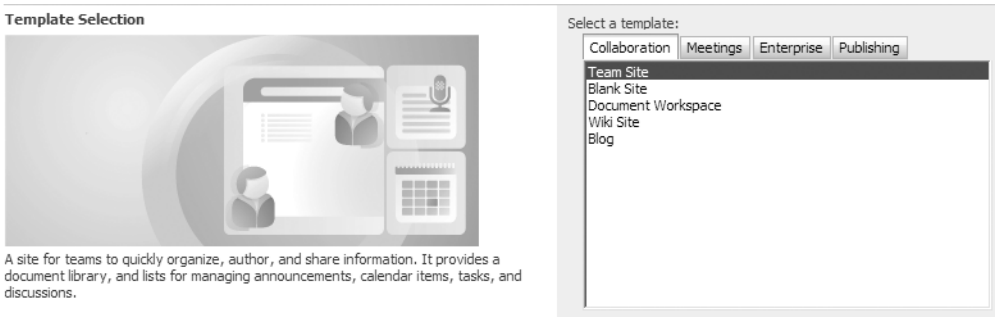 Template Selection
A site for teams to quickly organize, author, and share information. It provides a
document library, and lists for managing announcements, calendar items, tasks, and
discussions.
Select a template:
Collaboration Meetings Enterprise Publishing
Team Site
Blank Site
Document Workspace
Wiki Site
Blog